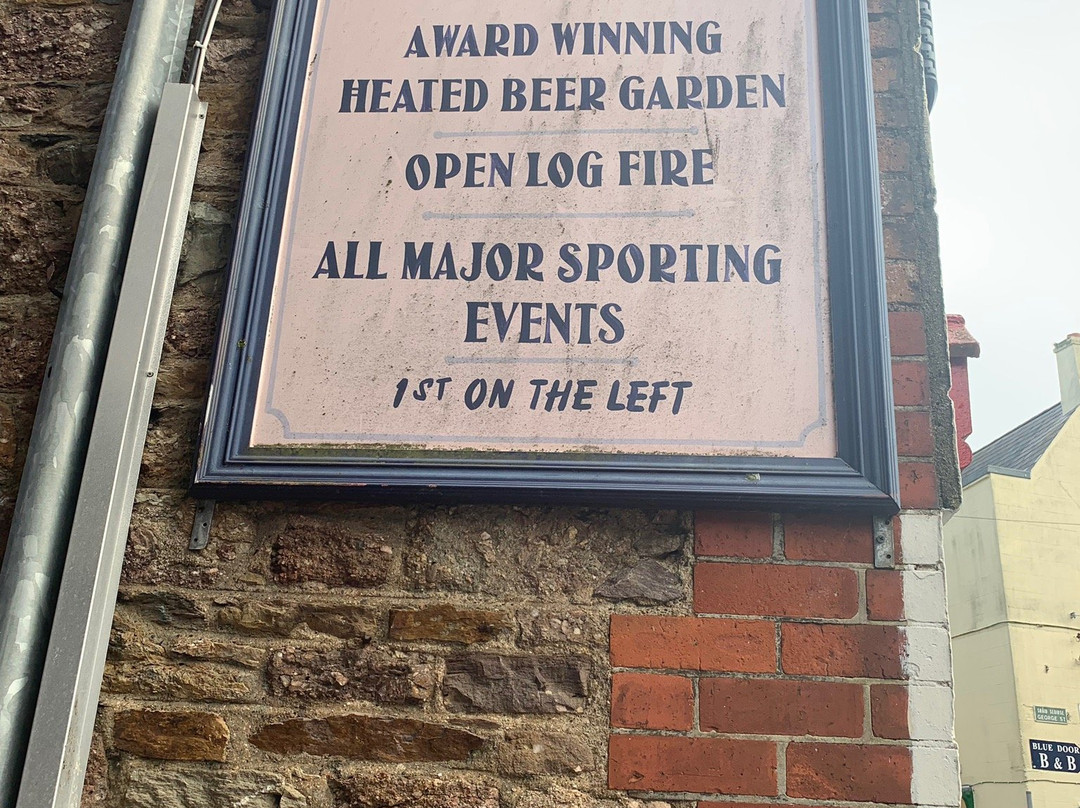 AWARD WINNING
HEATED BEER GARDEN
OPEN LOG FIRE
ALL MAJOR SPORTING
EVENTS
1ST ON THE LEFT
GEORGE ST
BLUE DOOR
B & B